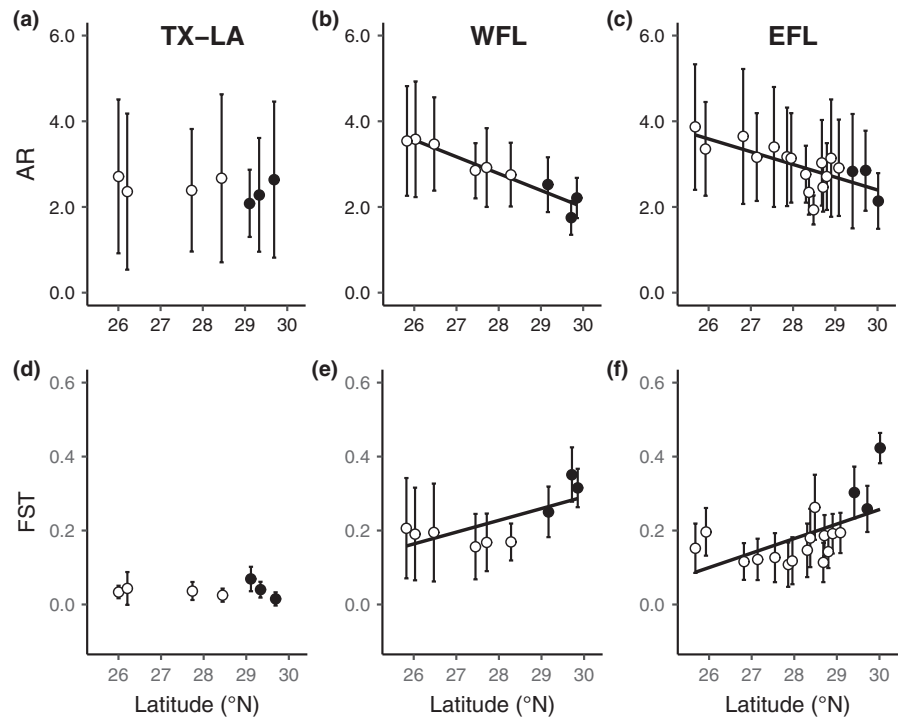 (a) TX–LA (b) WFL (c) EFL
6.0 6.0 6.0
4.0 4.0 4.0
AR
2.0 2.0 2.0
0.0 0.0 0.0
26 27 28 29 30 26 27 28 29 30 26 27 28 29 30
(d) (e) (f)
0.6 0.6 0.6
0.4 0.4 0.4
FST
0.2 0.2 0.2
0.0 0.0 0.0
26 27 28 29 30 26 27 28 29 30 26 27 28 29 30
Latitude (°N) Latitude (°N) Latitude (°N)